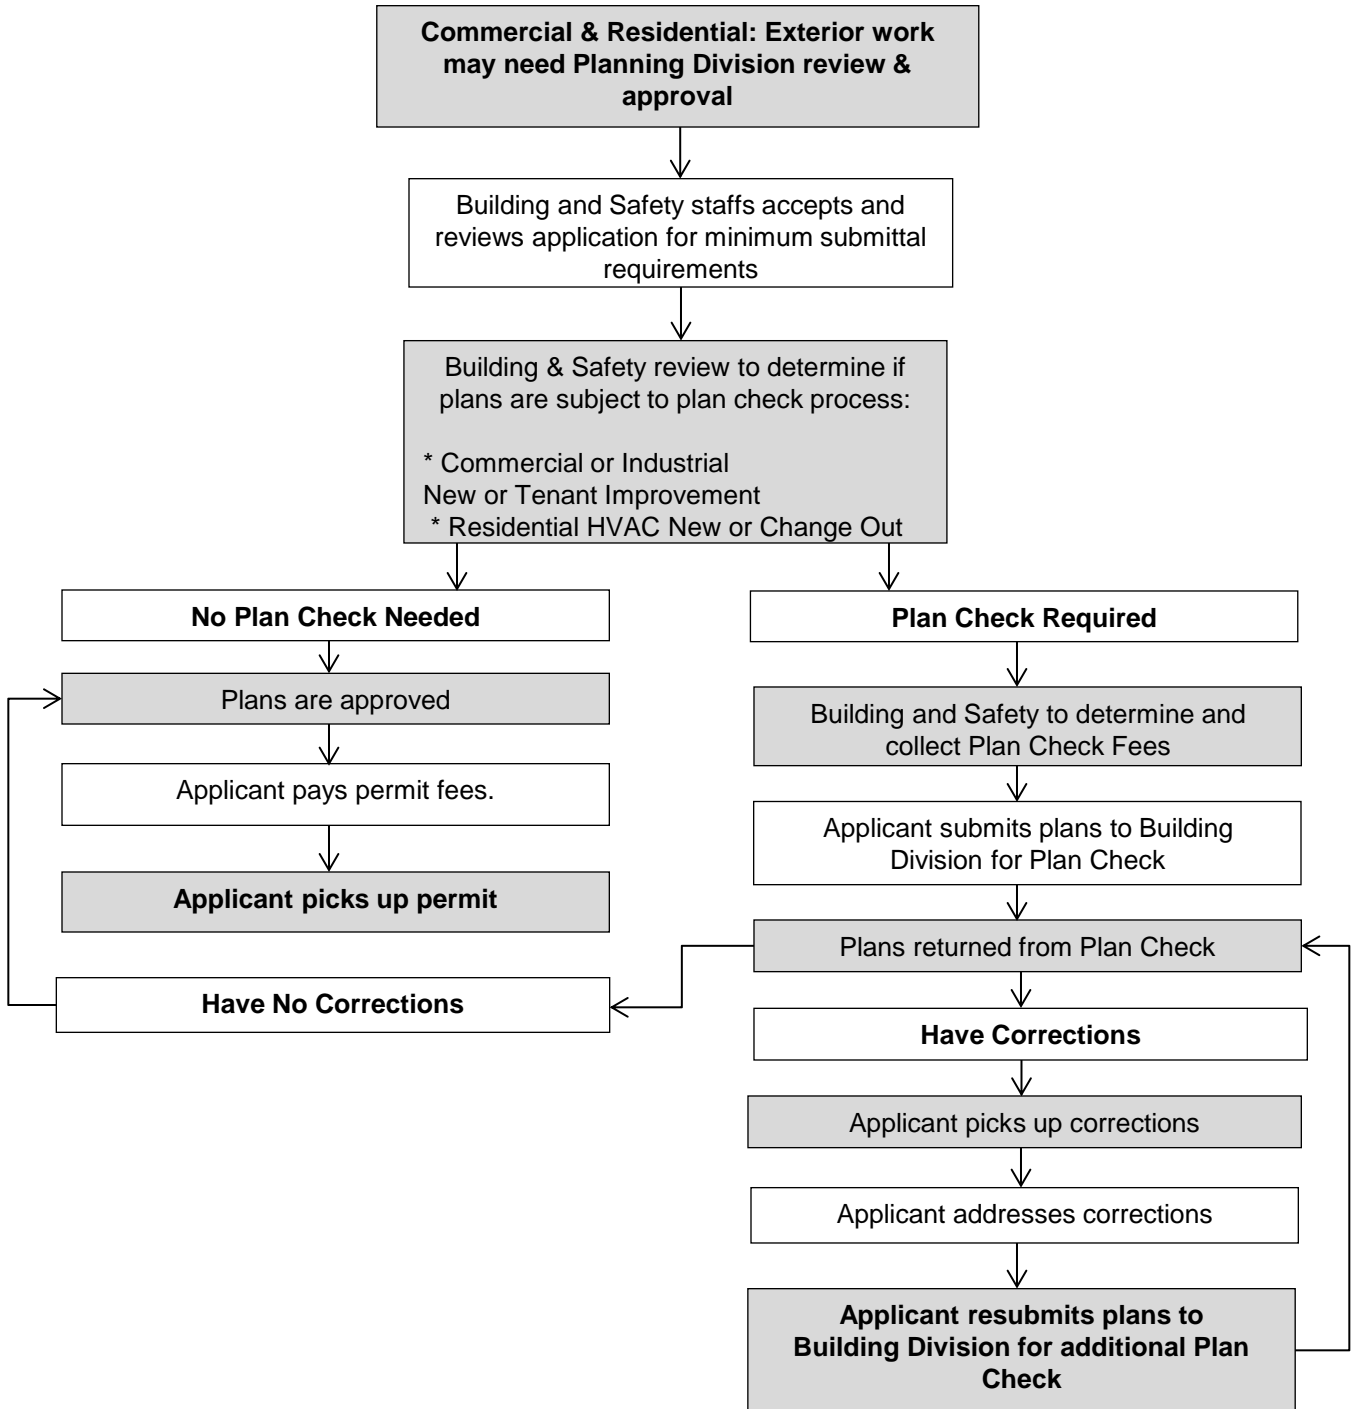 Commercial & Residential: Exterior work
may need Planning Division review &
approval
Building and Safety staffs accepts and
reviews application for minimum submittal
requirements
Building & Safety review to determine if
plans are subject to plan check process:
* Commercial or Industrial
New or Tenant Improvement
* Residential HVAC New or Change Out
No Plan Check Needed
Plans are approved
Applicant pays permit fees.
Applicant picks up permit
Have No Corrections
Plan Check Required
Building and Safety to determine and
collect Plan Check Fees
Applicant submits plans to Building
Division for Plan Check
Plans returned from Plan Check
Have Corrections
Applicant picks up corrections
Applicant addresses corrections
Applicant resubmits plans to
Building Division for additional Plan
Check